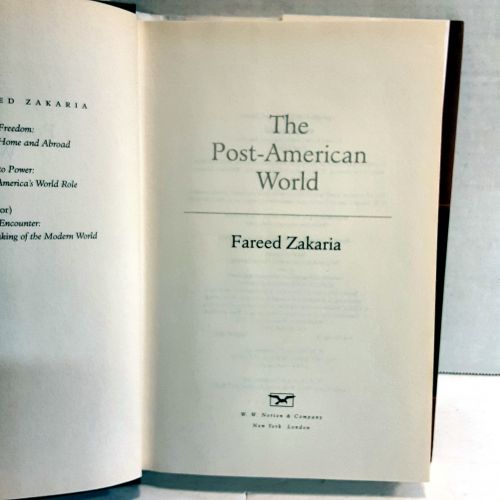 ED ZAKARIA
Freedom:
Home and Abroad
to Power:
America's World Role
or)
Encounter:
king of the Modern World
The
Post-American
World
Fareed Zakaria
W. W. Norton & Company
New York London